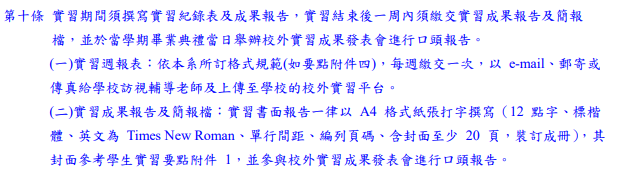 第十條 實習期間須撰寫實習紀錄表及成果報告，實習結束後一周內須繳交實習成果報告及簡報
檔，並於當學期畢業典禮當日舉辦校外實習成果發表會進行口頭報告。
(一)實習週報表：依本系所訂格式規範(如要點附件四)，每週繳交一次，以 e-mail、郵寄或
傳真給學校訪視輔導老師及上傳至學校的校外實習平台。
(二)實習成果報告及簡報檔：實習書面報告一律以 A4 格式紙張打字撰寫（12 點字、標楷
體、英文為 Times New Roman、單行間距、編列頁碼、含封面至少 20 頁，裝訂成冊），其
封面參考學生實習要點附件 1，並參與校外實習成果發表會進行口頭報告。